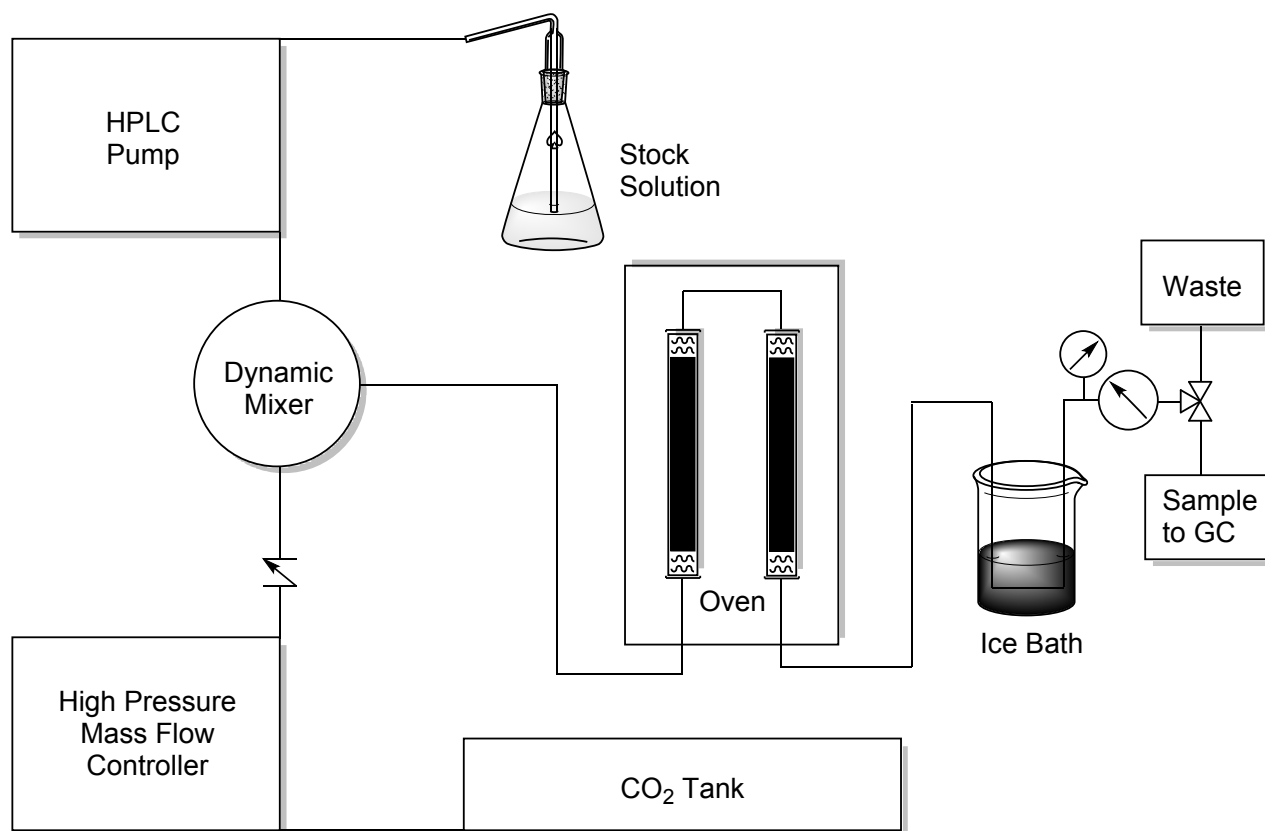 HPLC
Pump
Stock
Solution
Waste
Dynamic
Mixer
Sample
to GC
Oven
Ice Bath
High Pressure
Mass Flow
Controller
CO₂ Tank